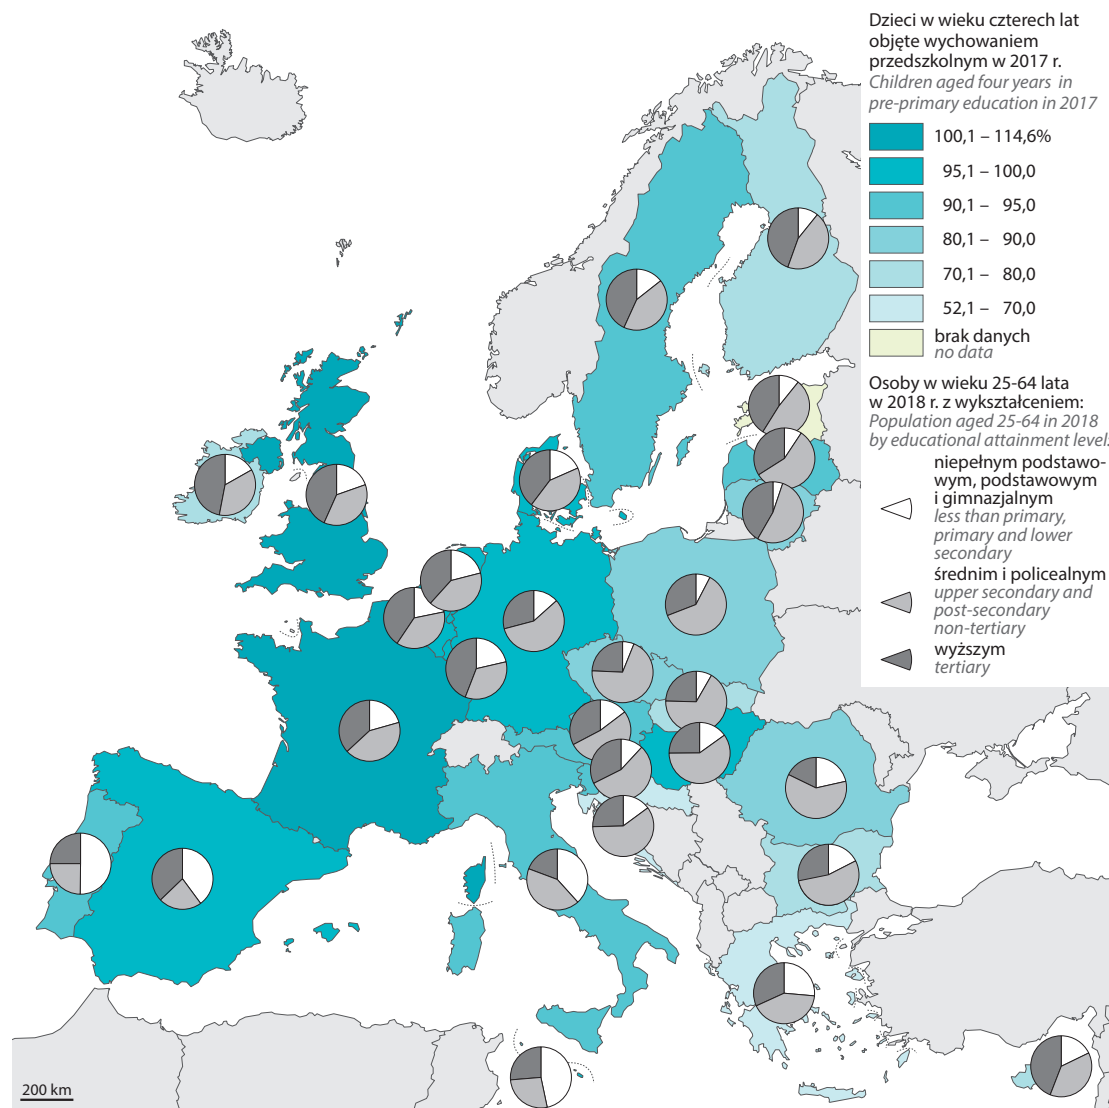 Dzieci w wieku czterech lat
objęte wychowaniem
przedszkolnym w 2017 r.
Children aged four years in
pre-primary education in 2017
100,1 – 114,6%
95,1 – 100,0
90,1 – 95,0
80,1 – 90,0
70,1 – 80,0
52,1 – 70,0
brak danych
no data
Osoby w wieku 25-64 lata
w 2018 r. z wykształceniem:
Population aged 25-64 in 2018
by educational attainment level:
niepełnym podstawo-
wym, podstawowym
i gimnazjalnym
less than primary,
primary and lower
secondary
średnim i policealnym
upper secondary and
post-secondary
non-tertiary
wyższym
tertiary
200 km